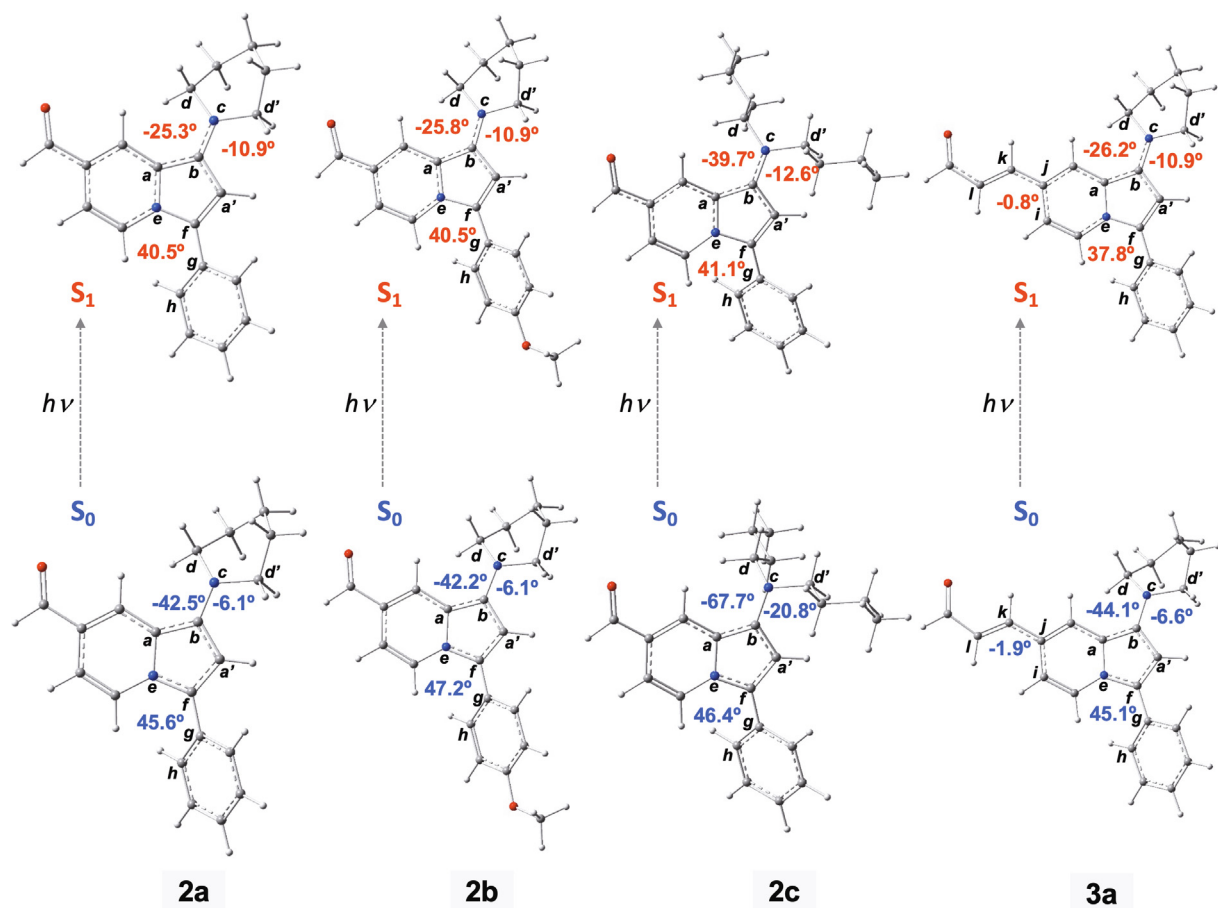 d c d'
-25.3º -10.9º
a b
a'
e f
40.5º
g
h
S₁
hν
S₀
d c d'
-42.5º -6.1º
a b
a'
e f
45.6º
g
h
2a
d c d'
-25.8º -10.9º
a b
a'
e f
40.5º
g
h
S₁
hν
S₀
d c d'
-42.2º -6.1º
a b
a'
e f
47.2º
g
h
2b
d c d'
-39.7º -12.6º
a b
a'
e f
41.1º
g
h
S₁
hν
S₀
d c d'
-67.7º -20.8º
a b
a'
e f
46.4º
g
h
2c
d c d'
-26.2º -10.9º
k j a b
-0.8º a'
l i e f
37.8º
g
h
S₁
hν
S₀
d c d'
-44.1º -6.6º
k j a b
-1.9º a'
l i e f
45.1º
g
h
3a